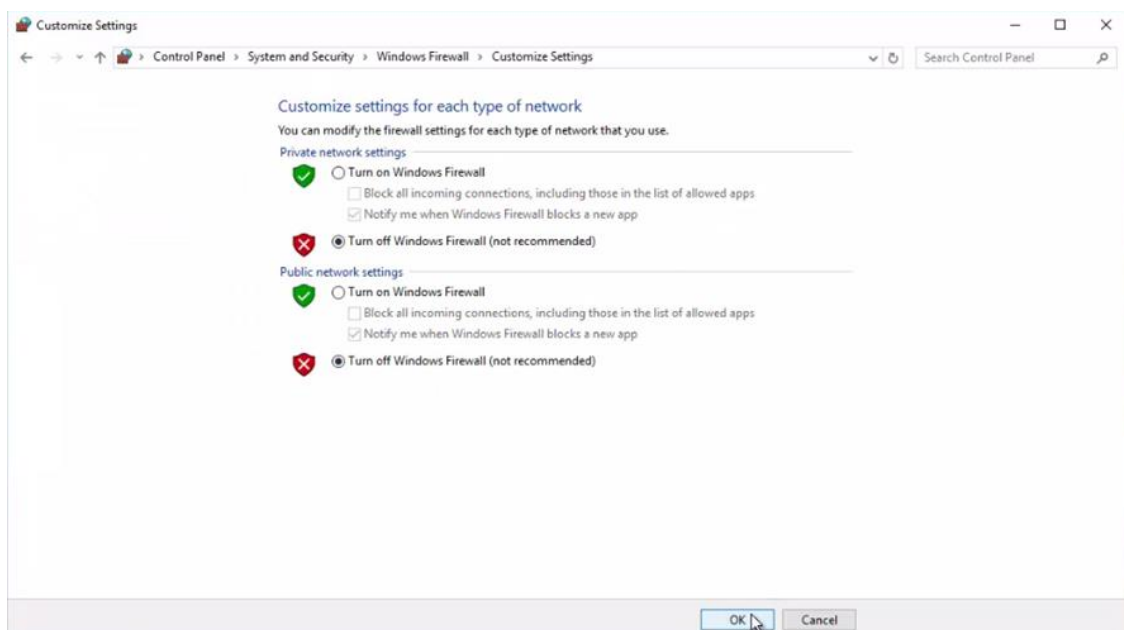 Customize Settings
Control Panel > System and Security > Windows Firewall > Customize Settings
Search Control Panel
Customize settings for each type of network
You can modify the firewall settings for each type of network that you use.
Private network settings
Turn on Windows Firewall
Block all incoming connections, including those in the list of allowed apps
Notify me when Windows Firewall blocks a new app
Turn off Windows Firewall (not recommended)
Public network settings
Turn on Windows Firewall
Block all incoming connections, including those in the list of allowed apps
Notify me when Windows Firewall blocks a new app
Turn off Windows Firewall (not recommended)
OK
Cancel